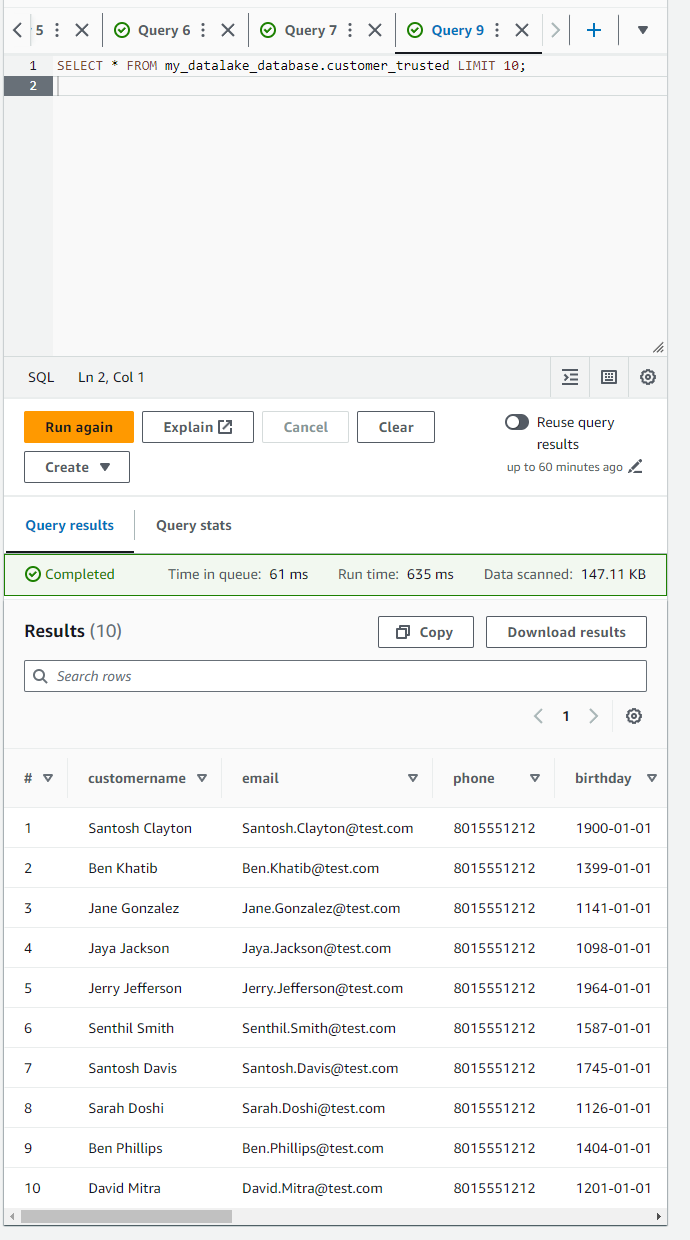 5 Query 6 Query 7 Query 9
1 SELECT * FROM my_datalake_database.customer_trusted LIMIT 10;
2
SQL Ln 2, Col 1
Run again Explain Cancel Clear
Reuse query
results
up to 60 minutes ago
Create
Query results Query stats
Completed Time in queue: 61 ms Run time: 635 ms Data scanned: 147.11 KB
Results (10) Copy Download results
Search rows
1
# customername email phone birthday
1 Santosh Clayton Santosh.Clayton@test.com 8015551212 1900-01-01
2 Ben Khatib Ben.Khatib@test.com 8015551212 1399-01-01
3 Jane Gonzalez Jane.Gonzalez@test.com 8015551212 1141-01-01
4 Jaya Jackson Jaya.Jackson@test.com 8015551212 1098-01-01
5 Jerry Jefferson Jerry.Jefferson@test.com 8015551212 1964-01-01
6 Senthil Smith Senthil.Smith@test.com 8015551212 1587-01-01
7 Santosh Davis Santosh.Davis@test.com 8015551212 1745-01-01
8 Sarah Doshi Sarah.Doshi@test.com 8015551212 1126-01-01
9 Ben Phillips Ben.Phillips@test.com 8015551212 1404-01-01
10 David Mitra David.Mitra@test.com 8015551212 1201-01-01